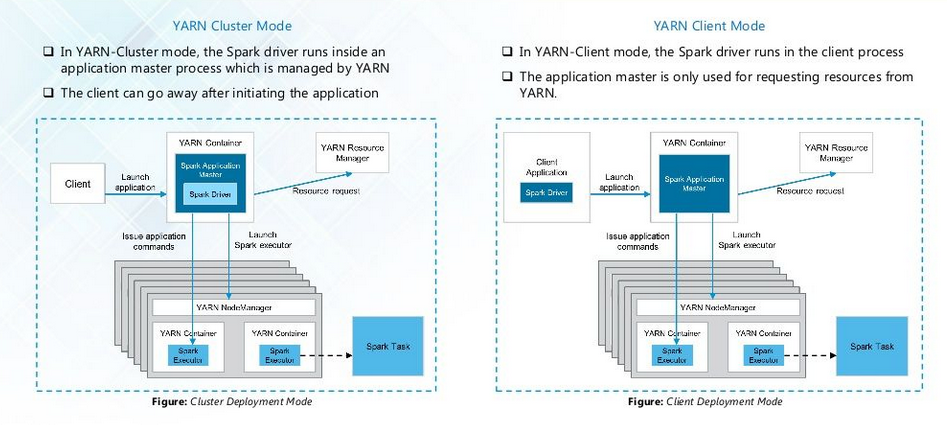 YARN Cluster Mode
In YARN-Cluster mode, the Spark driver runs inside an
application master process which is managed by YARN
The client can go away after initiating the application
YARN Container
Spark Application
Master
Spark Driver
YARN Resource
Manager
Client
Launch
application
Resource request
Issue application
commands
Launch
Spark executor
YARN NodeManager
YARN Container
Spark
Executor
YARN Container
Spark
Executor
Spark Task
Figure: Cluster Deployment Mode
YARN Client Mode
In YARN-Client mode, the Spark driver runs in the client process
The application master is only used for requesting resources from
YARN.
Client
Application
Spark Driver
Launch
application
YARN Container
Spark Application
Master
YARN Resource
Manager
Resource request
Issue application
commands
Launch
Spark executor
YARN NodeManager
YARN Container
Spark
Executor
YARN Container
Spark
Executor
Spark Task
Figure: Client Deployment Mode